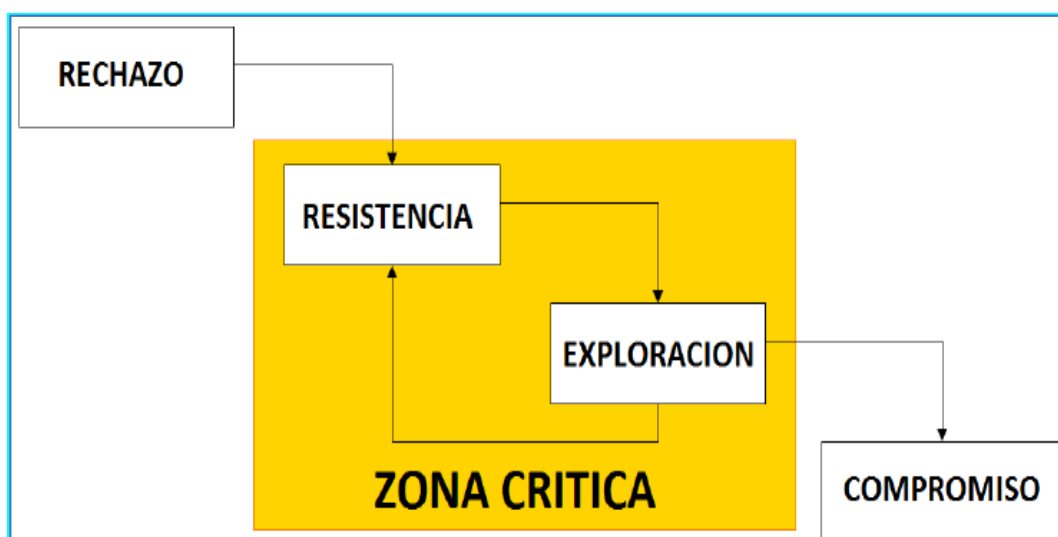 RECHAZO
RESISTENCIA
EXPLORACION
ZONA CRITICA
COMPROMISO